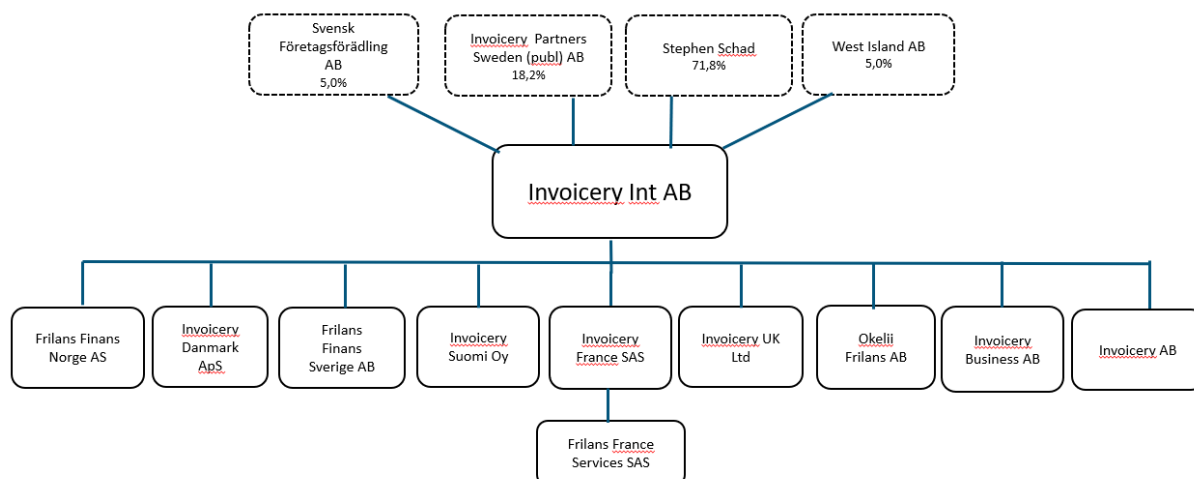 Svensk
Företagsförädling
AB
5,0%
Invoicery Partners
Sweden (publ) AB
18,2%
Stephen Schad
71,8%
West Island AB
5,0%
Invoicery Int AB
Frilans Finans
Norge AS
Invoicery
Danmark
ApS
Frilans
Finans
Sverige AB
Invoicery
Suomi Oy
Invoicery
France SAS
Invoicery UK
Ltd
Okelii
Frilans AB
Invoicery
Business AB
Invoicery AB
Frilans France
Services SAS